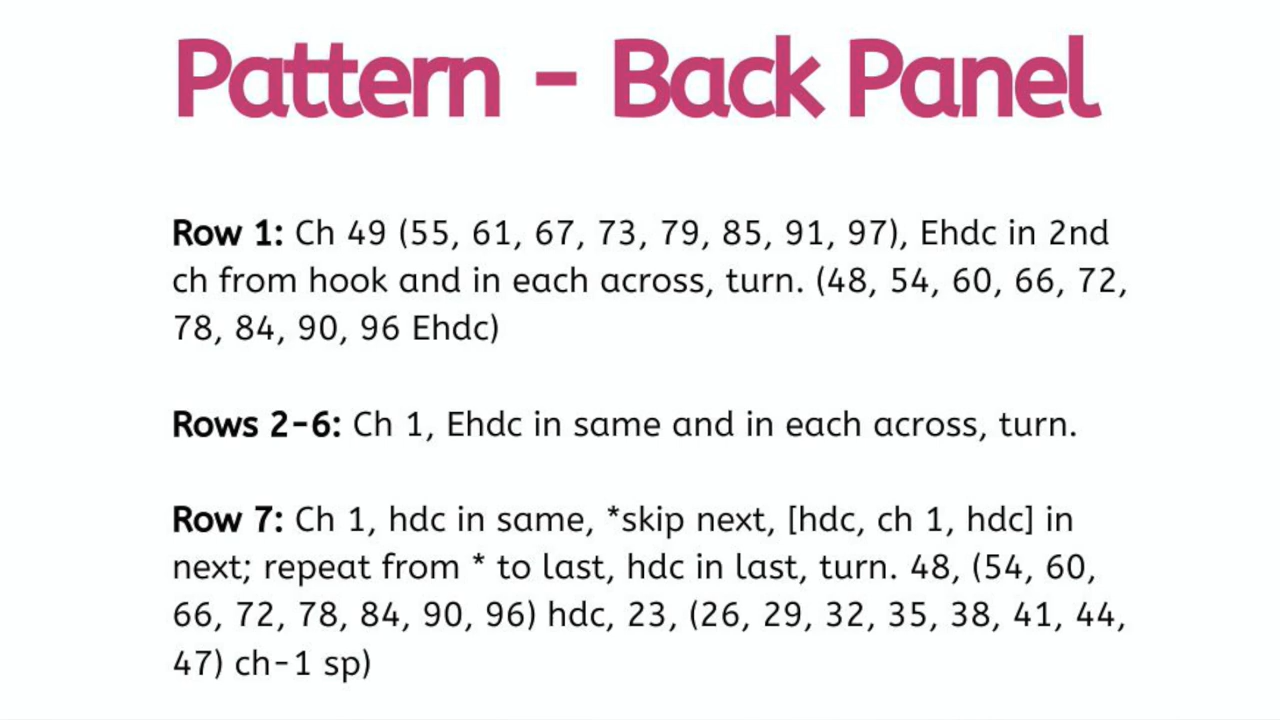 Pattern - Back Panel
Row 1: Ch 49 (55, 61, 67, 73, 79, 85, 91, 97), Ehdc in 2nd
ch from hook and in each across, turn. (48, 54, 60, 66, 72,
78, 84, 90, 96 Ehdc)
Rows 2-6: Ch 1, Ehdc in same and in each across, turn.
Row 7: Ch 1, hdc in same, *skip next, [hdc, ch 1, hdc] in
next; repeat from * to last, hdc in last, turn. 48, (54, 60,
66, 72, 78, 84, 90, 96) hdc, 23, (26, 29, 32, 35, 38, 41, 44,
47) ch-1 sp)